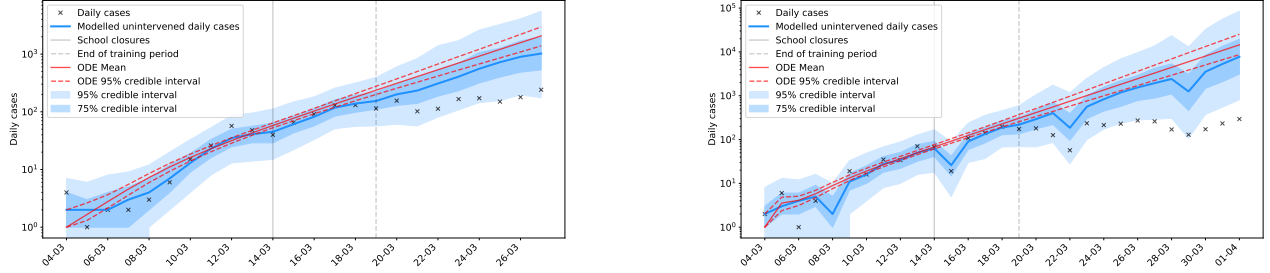 Daily cases
Modelled unintervened daily cases
School closures
End of training period
ODE Mean
ODE 95% credible interval
95% credible interval
75% credible interval
Daily cases
10³
10²
10¹
10⁰
04-03 06-03 08-03 10-03 12-03 14-03 16-03 18-03 20-03 22-03 24-03 26-03
Daily cases
Modelled unintervened daily cases
School closures
End of training period
ODE Mean
ODE 95% credible interval
95% credible interval
75% credible interval
Daily cases
10⁵
10⁴
10³
10²
10¹
10⁰
04-03 06-03 08-03 10-03 12-03 14-03 16-03 18-03 20-03 22-03 24-03 26-03 28-03 30-03 01-04